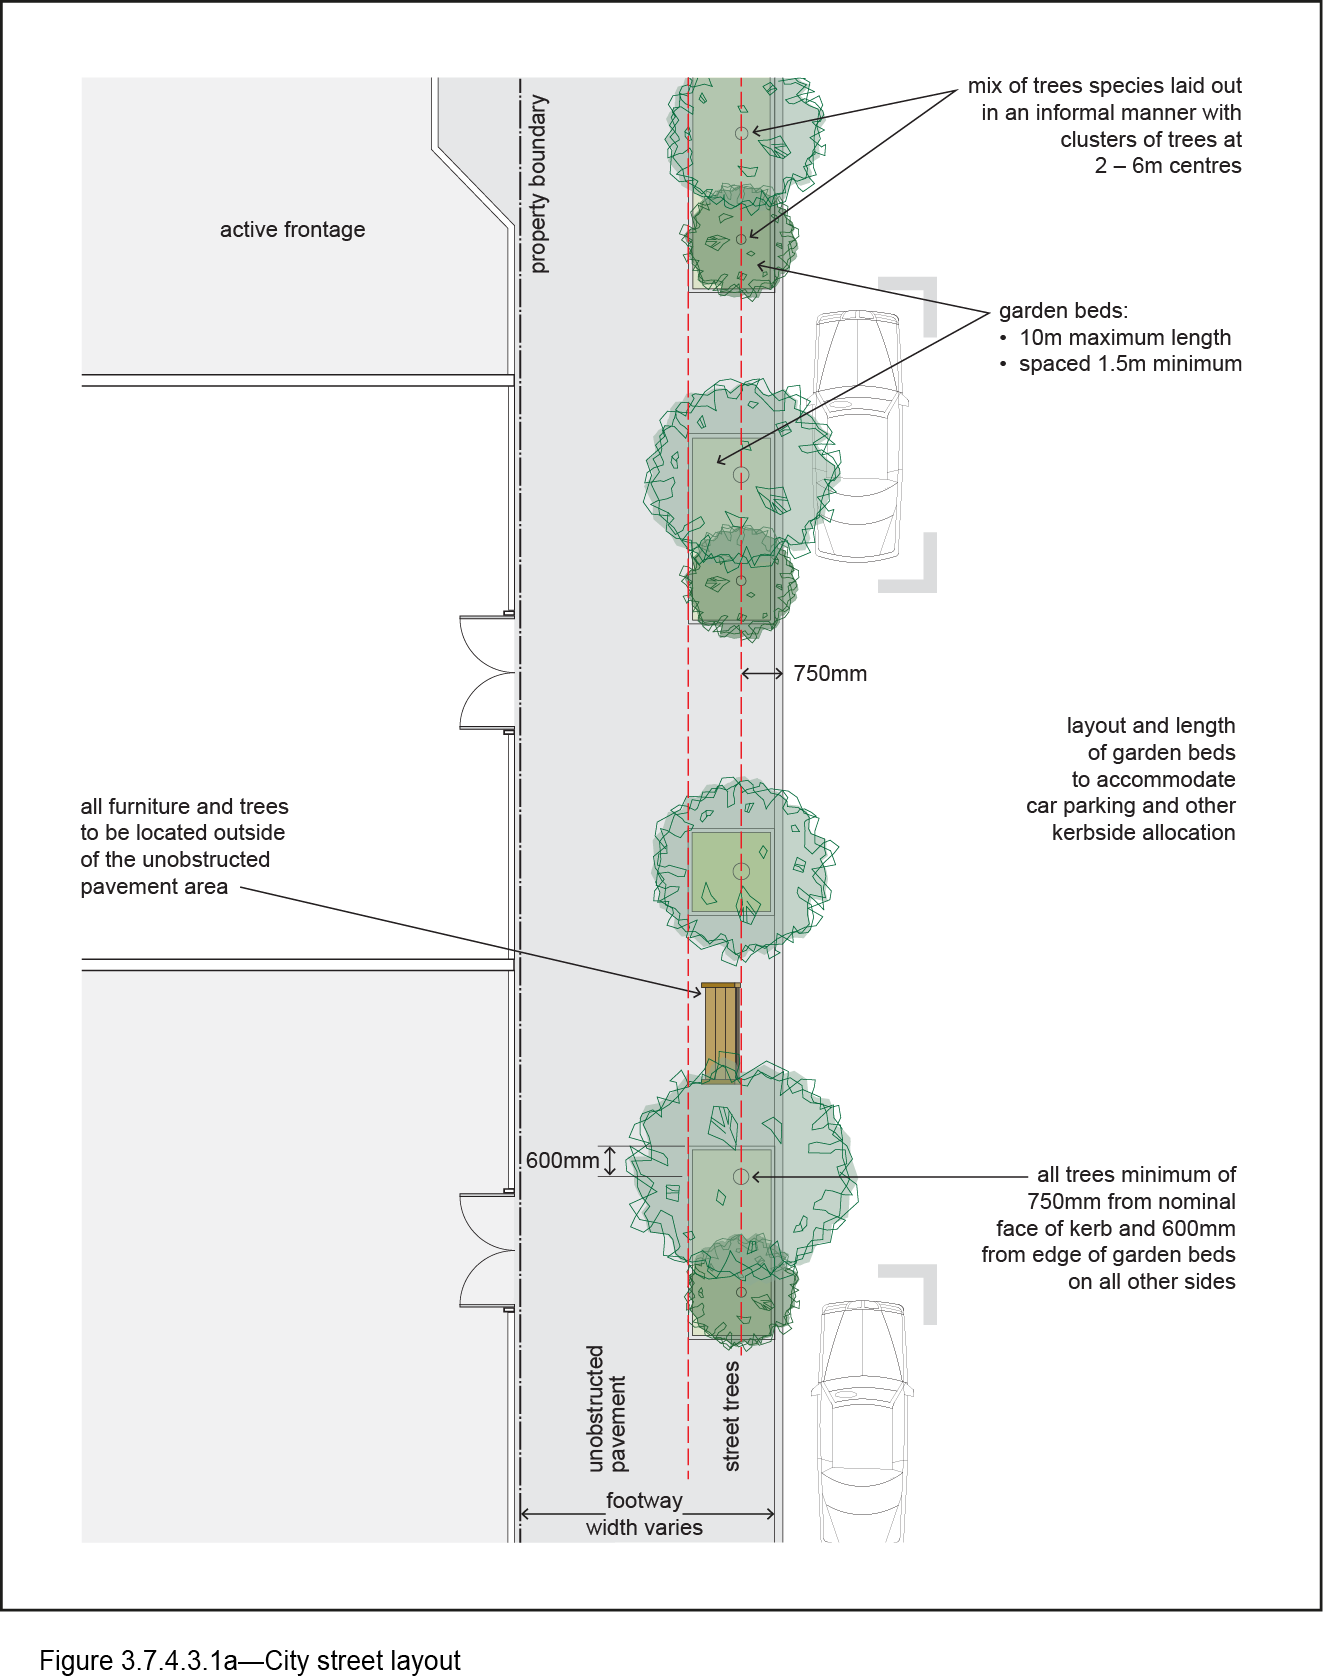 mix of trees species laid out
in an informal manner with
clusters of trees at
2 – 6m centres
property boundary
active frontage
garden beds:
• 10m maximum length
• spaced 1.5m minimum
750mm
layout and length
of garden beds
to accommodate
car parking and other
kerbside allocation
all furniture and trees
to be located outside
of the unobstructed
pavement area
600mm
all trees minimum of
750mm from nominal
face of kerb and 600mm
from edge of garden beds
on all other sides
unobstructed
pavement
street trees
footway
width varies
Figure 3.7.4.3.1a—City street layout